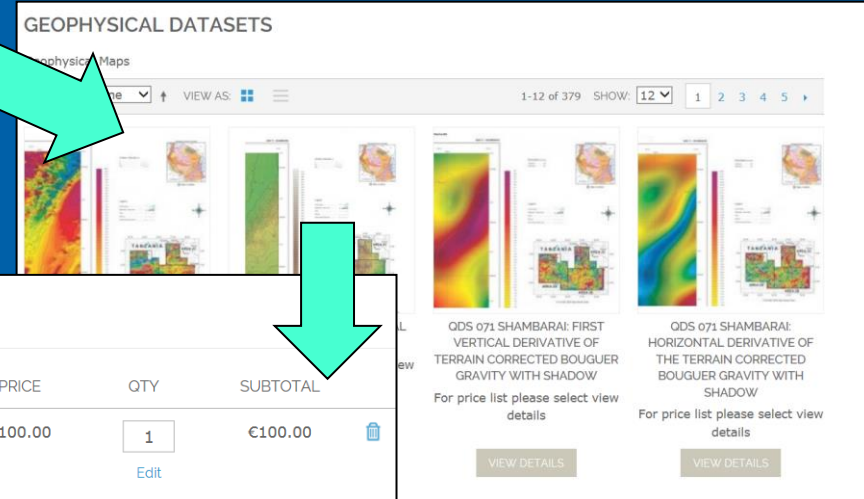 GEOPHYSICAL DATASETS
Geophysical Maps
VIEW AS:
1-12 of 379 SHOW: 12 1 2 3 4 5
TANZANIA
TANZANIA
QDS 071 SHAMBARAI: FIRST
VERTICAL DERIVATIVE OF
TERRAIN CORRECTED BOUGUER
GRAVITY WITH SHADOW
For price list please select view
details
VIEW DETAILS
QDS 071 SHAMBARAI:
HORIZONTAL DERIVATIVE OF
THE TERRAIN CORRECTED
BOUGUER GRAVITY WITH
SHADOW
For price list please select view
details
VIEW DETAILS
PRICE QTY SUBTOTAL
100.00 1 €100.00
Edit